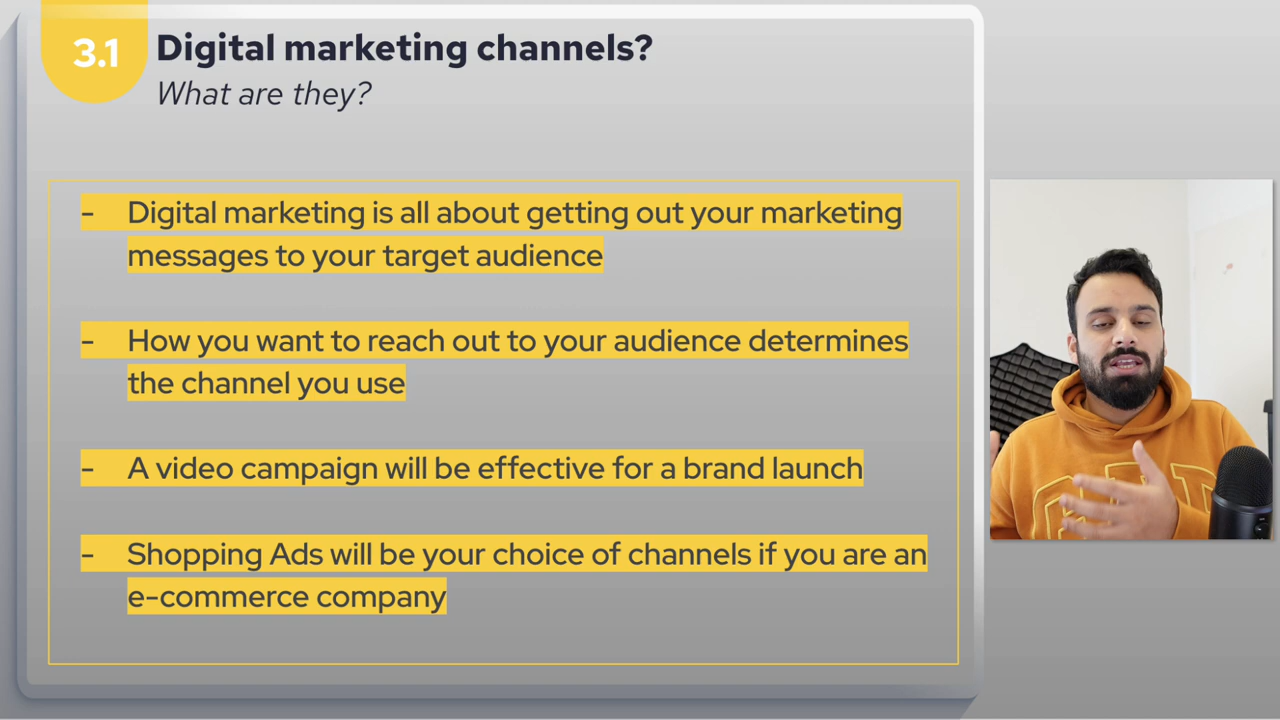 3.1
Digital marketing channels?
What are they?
- Digital marketing is all about getting out your marketing
messages to your target audience
- How you want to reach out to your audience determines
the channel you use
- A video campaign will be effective for a brand launch
- Shopping Ads will be your choice of channels if you are an
e-commerce company